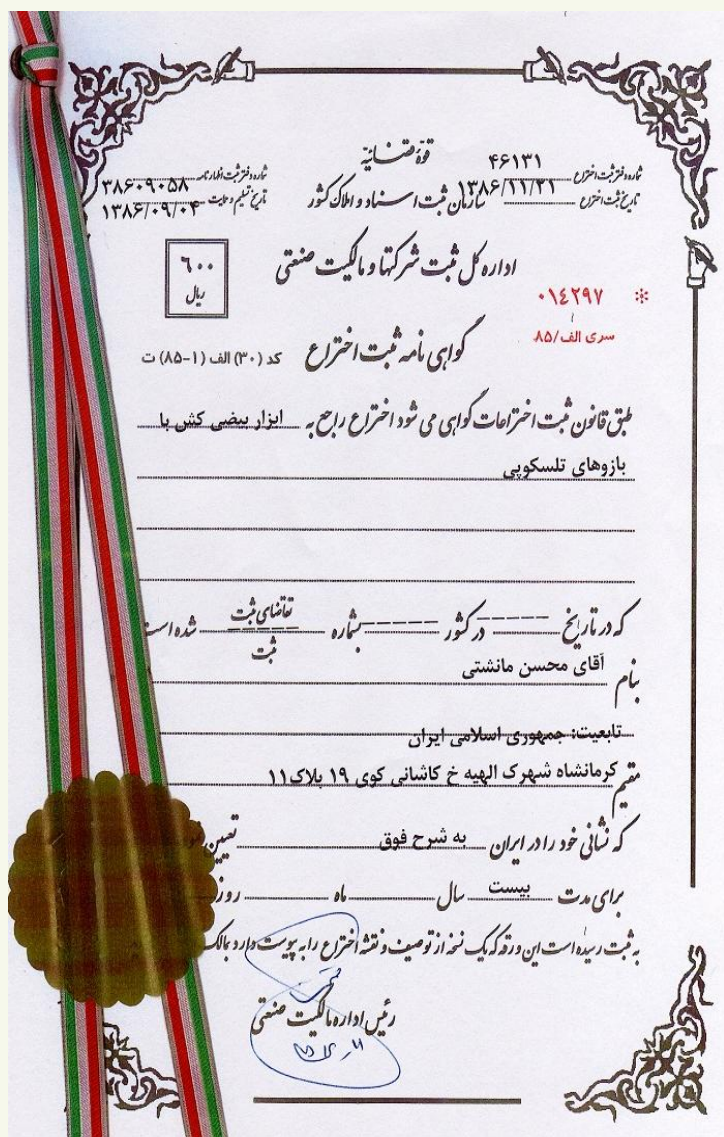 قوهٔ قضائیه
شماره دفتر ثبت اختراع ۴۶۱۳۱
تاریخ ثبت اختراع ۱۳۸۶/۱۱/۲۱
سازمان ثبت اسناد و املاک کشور
شماره دفتر ثبت اظهارنامه ۳۸۶۰۹۰۵۸
تاریخ تسلیم و حمایت ۱۳۸۶/۰۹/۰۴
اداره کل ثبت شرکتها و مالکیت صنعتی
۶۰۰
ریال
۰۱۴۲۹۷
سری الف/۸۵
گواهی نامه ثبت اختراع کد (۳۰) الف (۱-۸۵) ت
طبق قانون ثبت اختراعات گواهی می شود اختراع راجع به ابزار بیضی کش با
بازوهای تلسکوپی
که در تاریخ ------ در کشور ------ بشماره ------ تقاضای ثبت شده است
ثبت
بنام آقای محسن مانشتی
تابعیت: جمهوری اسلامی ایران
مقیم کرمانشاه شهرک الهیه خ کاشانی کوی ۱۹ پلاک ۱۱
که نشانی خود را در ایران به شرح فوق تعیین
برای مدت بیست سال ماه روز
به ثبت رسیده است این ورقه که یک نسخه از توصیف و نقشه اختراع را به پیوست دارد بمالک
رئیس اداره مالکیت صنعتی